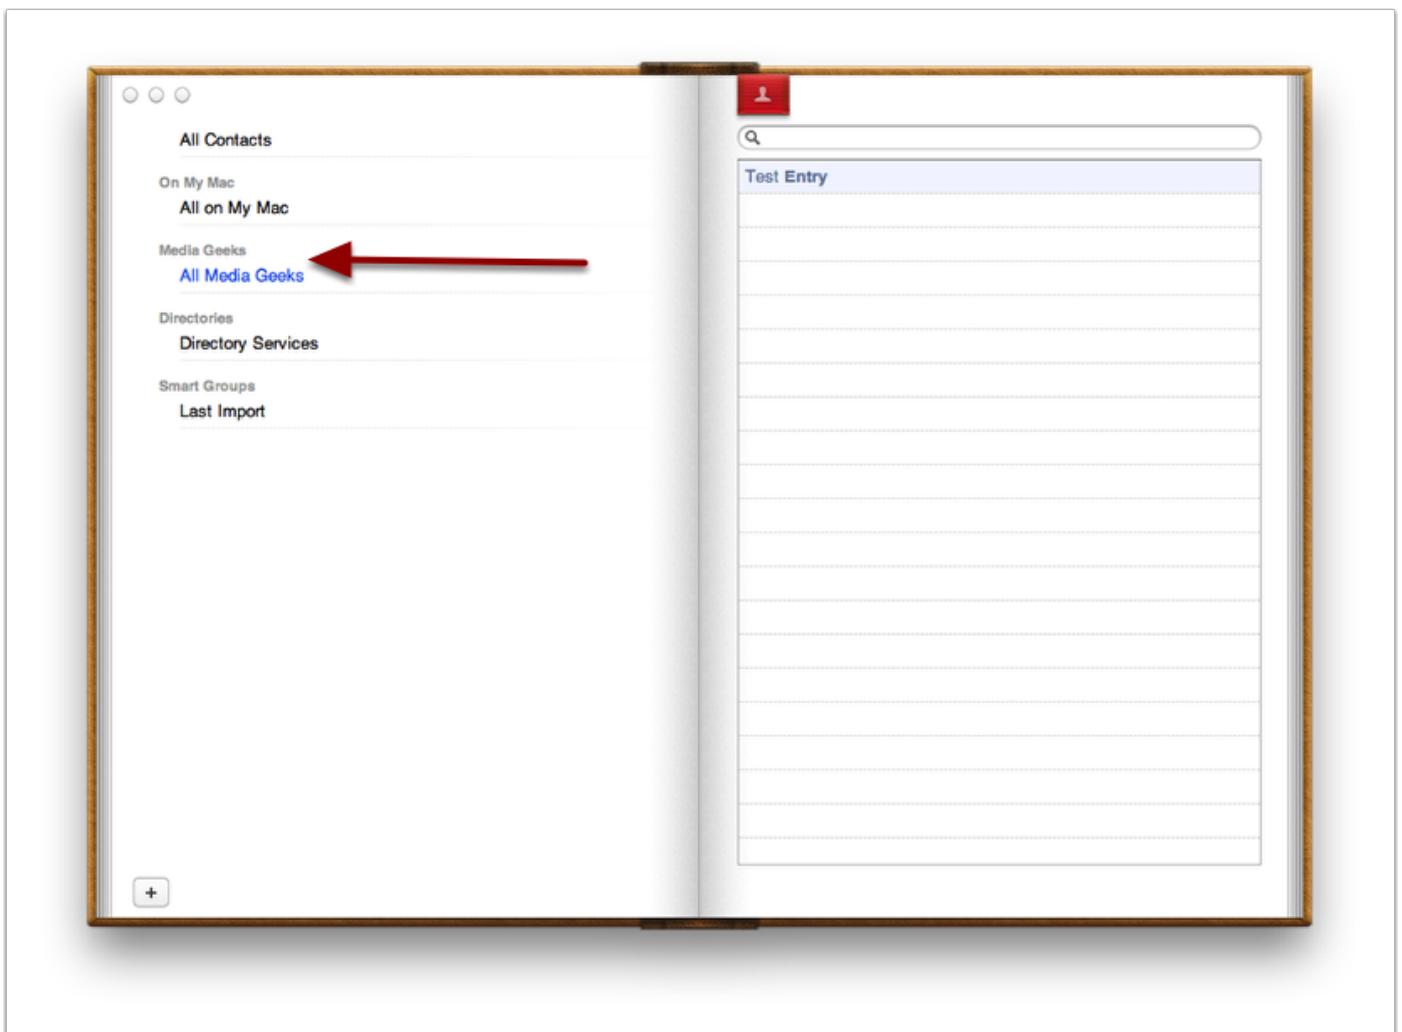 All Contacts
On My Mac
All on My Mac
Media Geeks
All Media Geeks
Directories
Directory Services
Smart Groups
Last Import
+
Test Entry